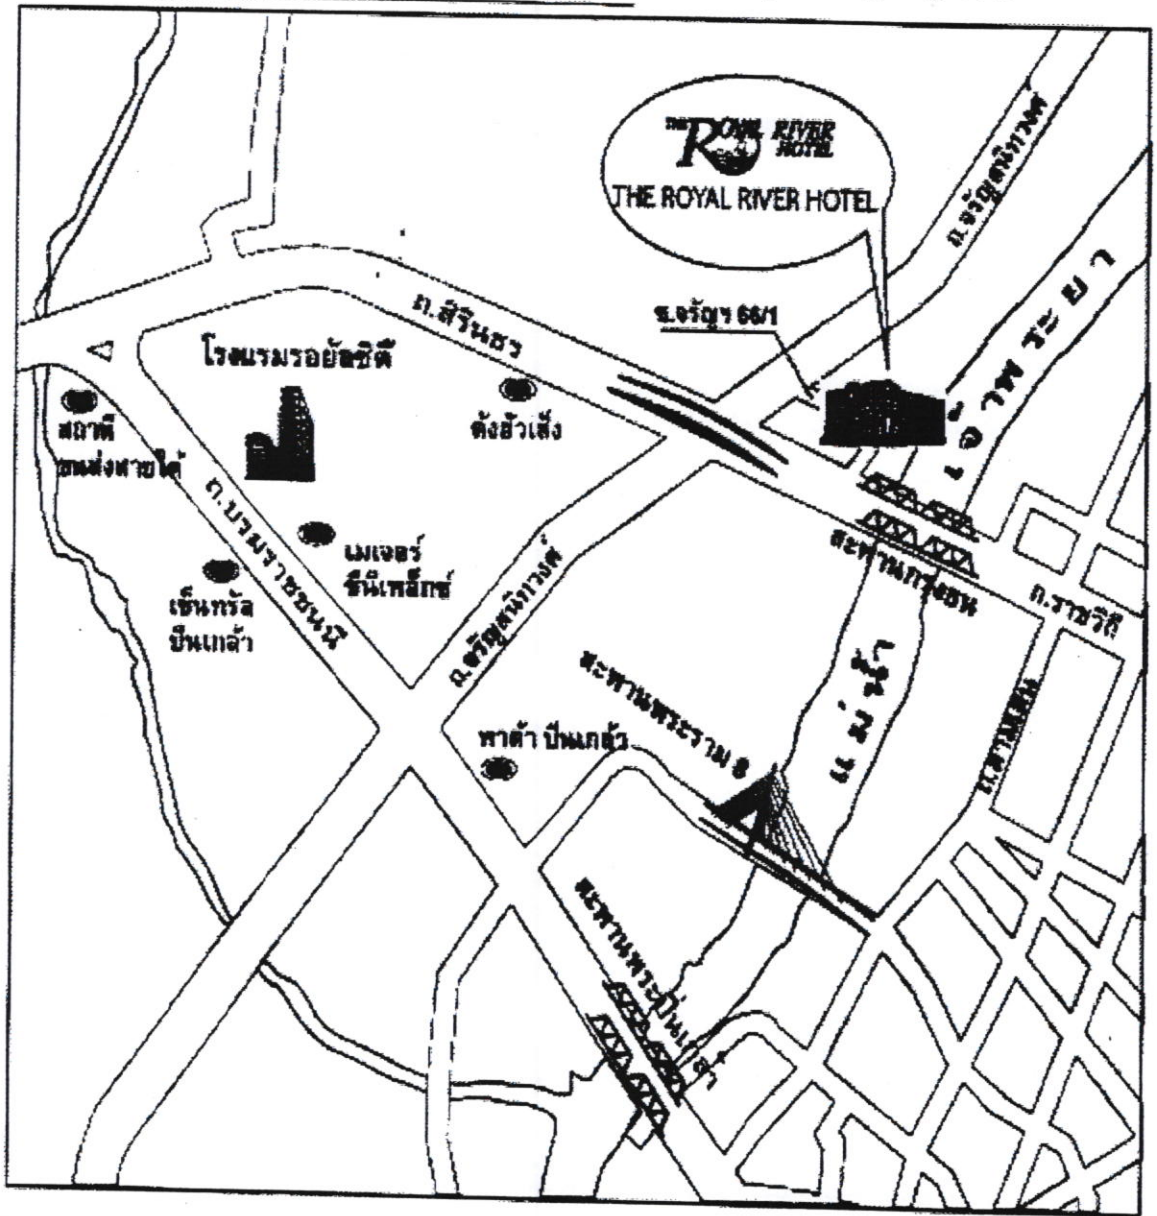 THE ROYAL RIVER
HOTEL
THE ROYAL RIVER HOTEL
ถ.จรัญสนิทวงศ์
ซ.จรัญฯ 66/1
ถ.สิรินธร
โรงแรมรอยัลซิตี้
ตั้งฮั่วเส็ง
สถานี
ขนส่งสายใต้
ถ.บรมราชชนนี
เมเจอร์
ซีนีเพล็กซ์
เซ็นทรัล
ปิ่นเกล้า
ถ.จรัญสนิทวงศ์
สะพานกรุงธน
ถ.ราชวิถี
แม่น้ำ
เจ้าพระยา
ถ.สามเสน
สะพานพระราม 8
พาต้า ปิ่นเกล้า
สะพานพระปิ่นเกล้า